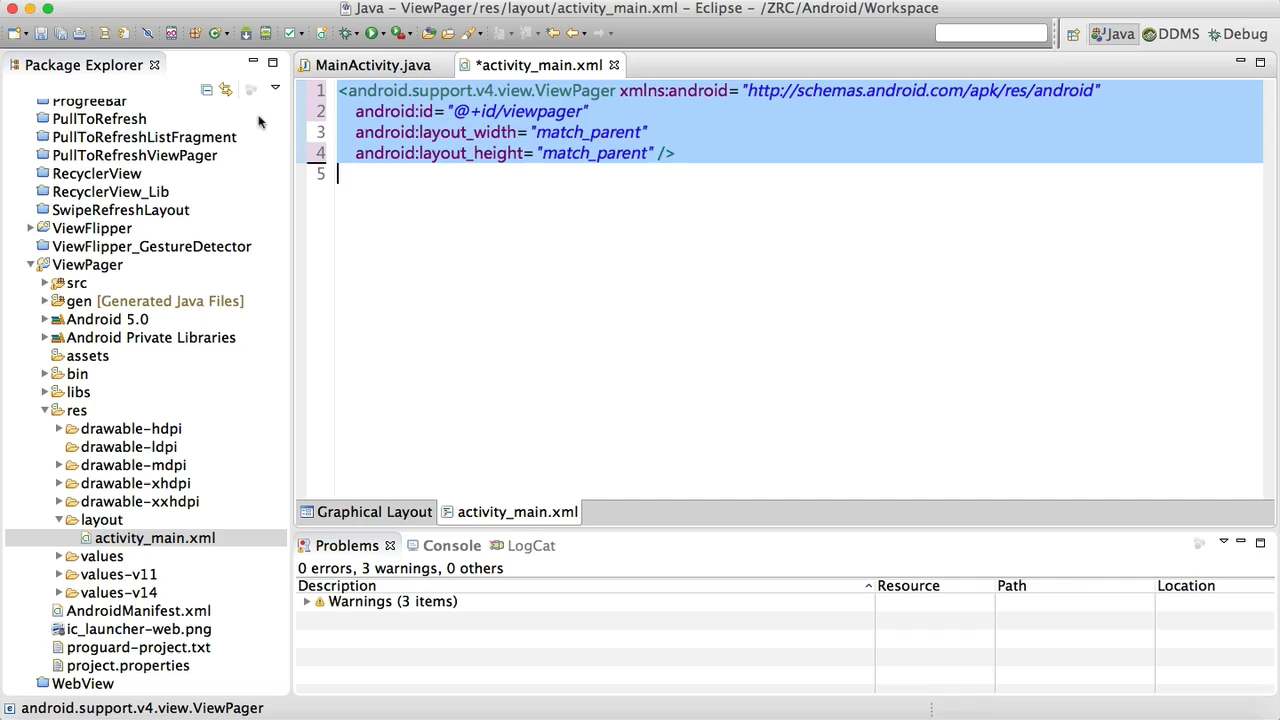 Java - ViewPager/res/layout/activity_main.xml - Eclipse - /ZRC/Android/Workspace
Java
DDMS
Debug
Package Explorer
ProgreeBar
PullToRefresh
PullToRefreshListFragment
PullToRefreshViewPager
RecyclerView
RecyclerView_Lib
SwipeRefreshLayout
ViewFlipper
ViewFlipper_GestureDetector
ViewPager
src
gen [Generated Java Files]
Android 5.0
Android Private Libraries
assets
bin
libs
res
drawable-hdpi
drawable-ldpi
drawable-mdpi
drawable-xhdpi
drawable-xxhdpi
layout
activity_main.xml
values
values-v11
values-v14
AndroidManifest.xml
ic_launcher-web.png
proguard-project.txt
project.properties
WebView
MainActivity.java
*activity_main.xml
1 <android.support.v4.view.ViewPager xmlns:android="http://schemas.android.com/apk/res/android"
2 android:id="@+id/viewpager"
3 android:layout_width="match_parent"
4 android:layout_height="match_parent" />
5
Graphical Layout
activity_main.xml
Problems
Console
LogCat
0 errors, 3 warnings, 0 others
Description Resource Path Location
Warnings (3 items)
android.support.v4.view.ViewPager